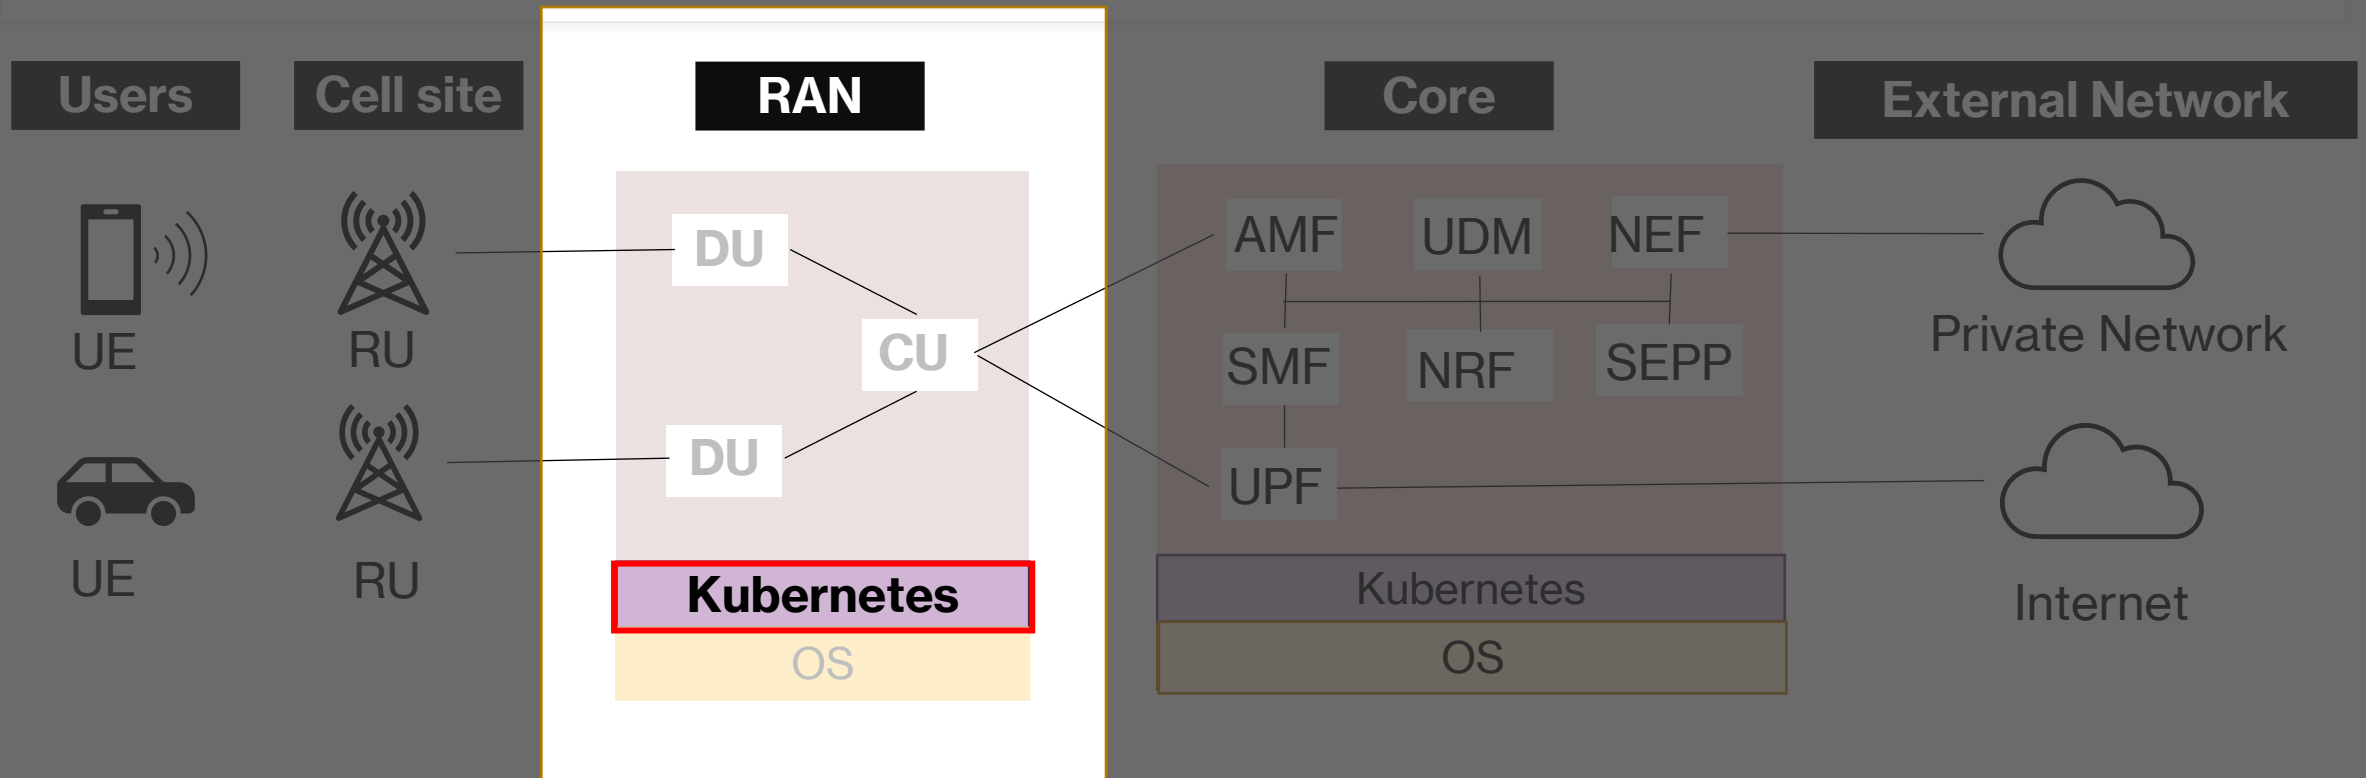 Users
Cell site
RAN
Core
External Network
UE
RU
UE
RU
DU
CU
DU
Kubernetes
OS
AMF
UDM
NEF
SMF
NRF
SEPP
UPF
Kubernetes
OS
Private Network
Internet